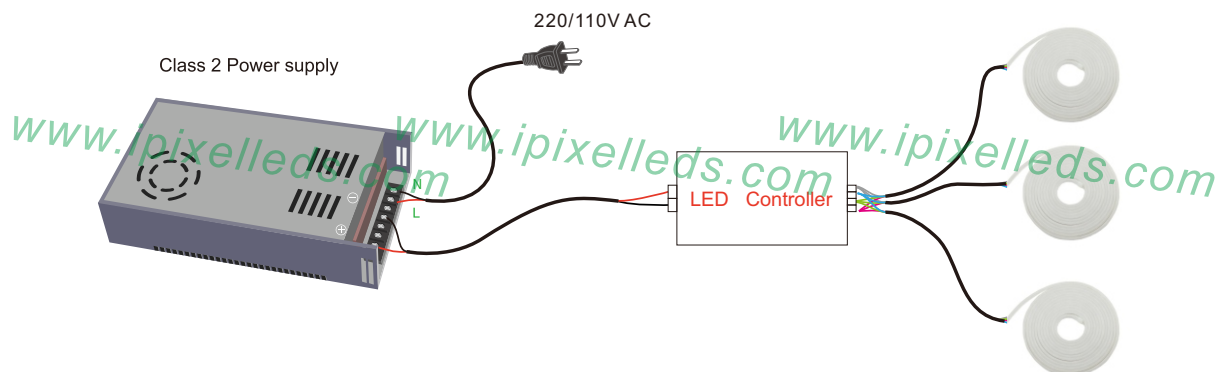 220/110V AC
Class 2 Power supply
www.ipixelleds.com www.ipixelleds.com www.ipixelleds.com
N
L
LED Controller